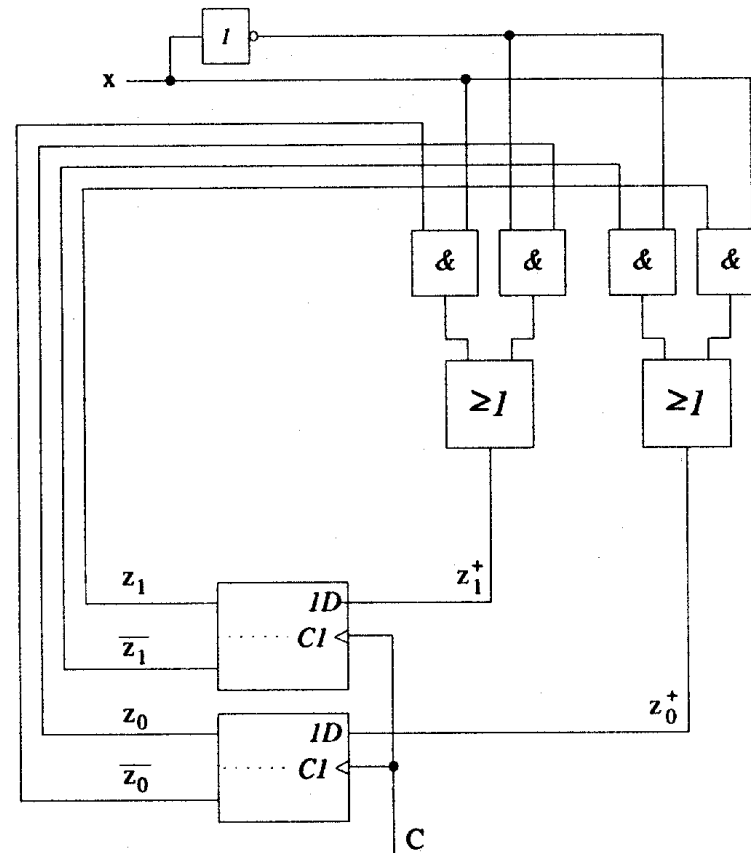 1
x
& & & &
≥1 ≥1
z₁ z₁⁺
1D
z̅₁ C1
z₀ 1D z₀⁺
z̅₀ C1
C